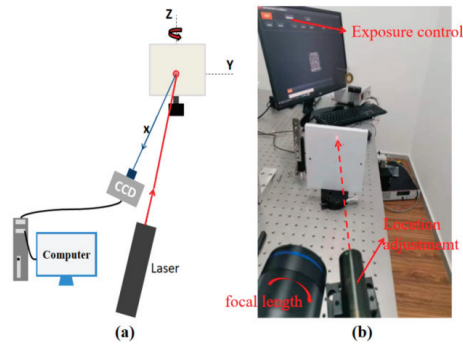 Z
Y
X
CCD
Computer
Laser
(a)
Exposure control
Location
adjustment
focal length
(b)